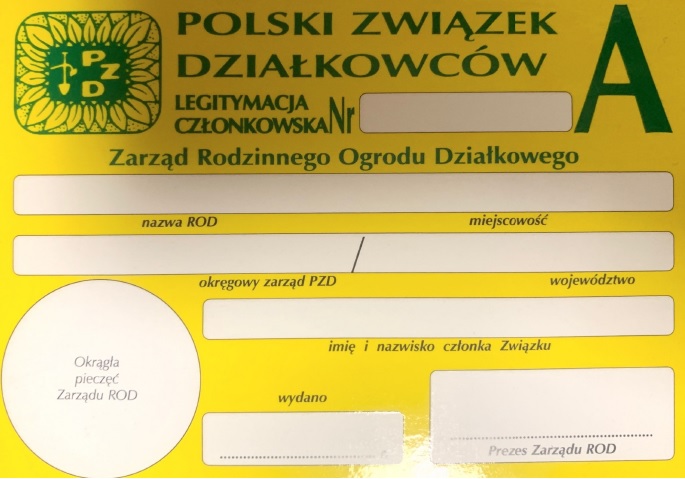 PZD
POLSKI ZWIĄZEK
DZIAŁKOWCÓW
A
LEGITYMACJA
CZŁONKOWSKA Nr
Zarząd Rodzinnego Ogrodu Działkowego
nazwa ROD miejscowość
/
okręgowy zarząd PZD województwo
imię i nazwisko członka Związku
Okrągła
pieczęć
Zarządu ROD
wydano
.......................................... r.
..................................................
Prezes Zarządu ROD